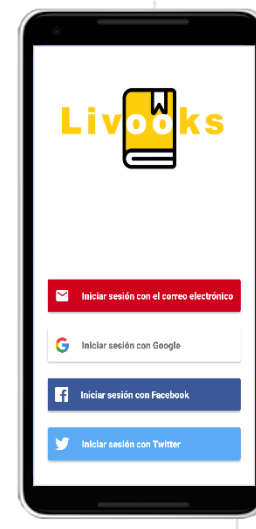 Livooks
Iniciar sesión con el correo electrónico
Iniciar sesión con Google
Iniciar sesión con Facebook
Iniciar sesión con Twitter